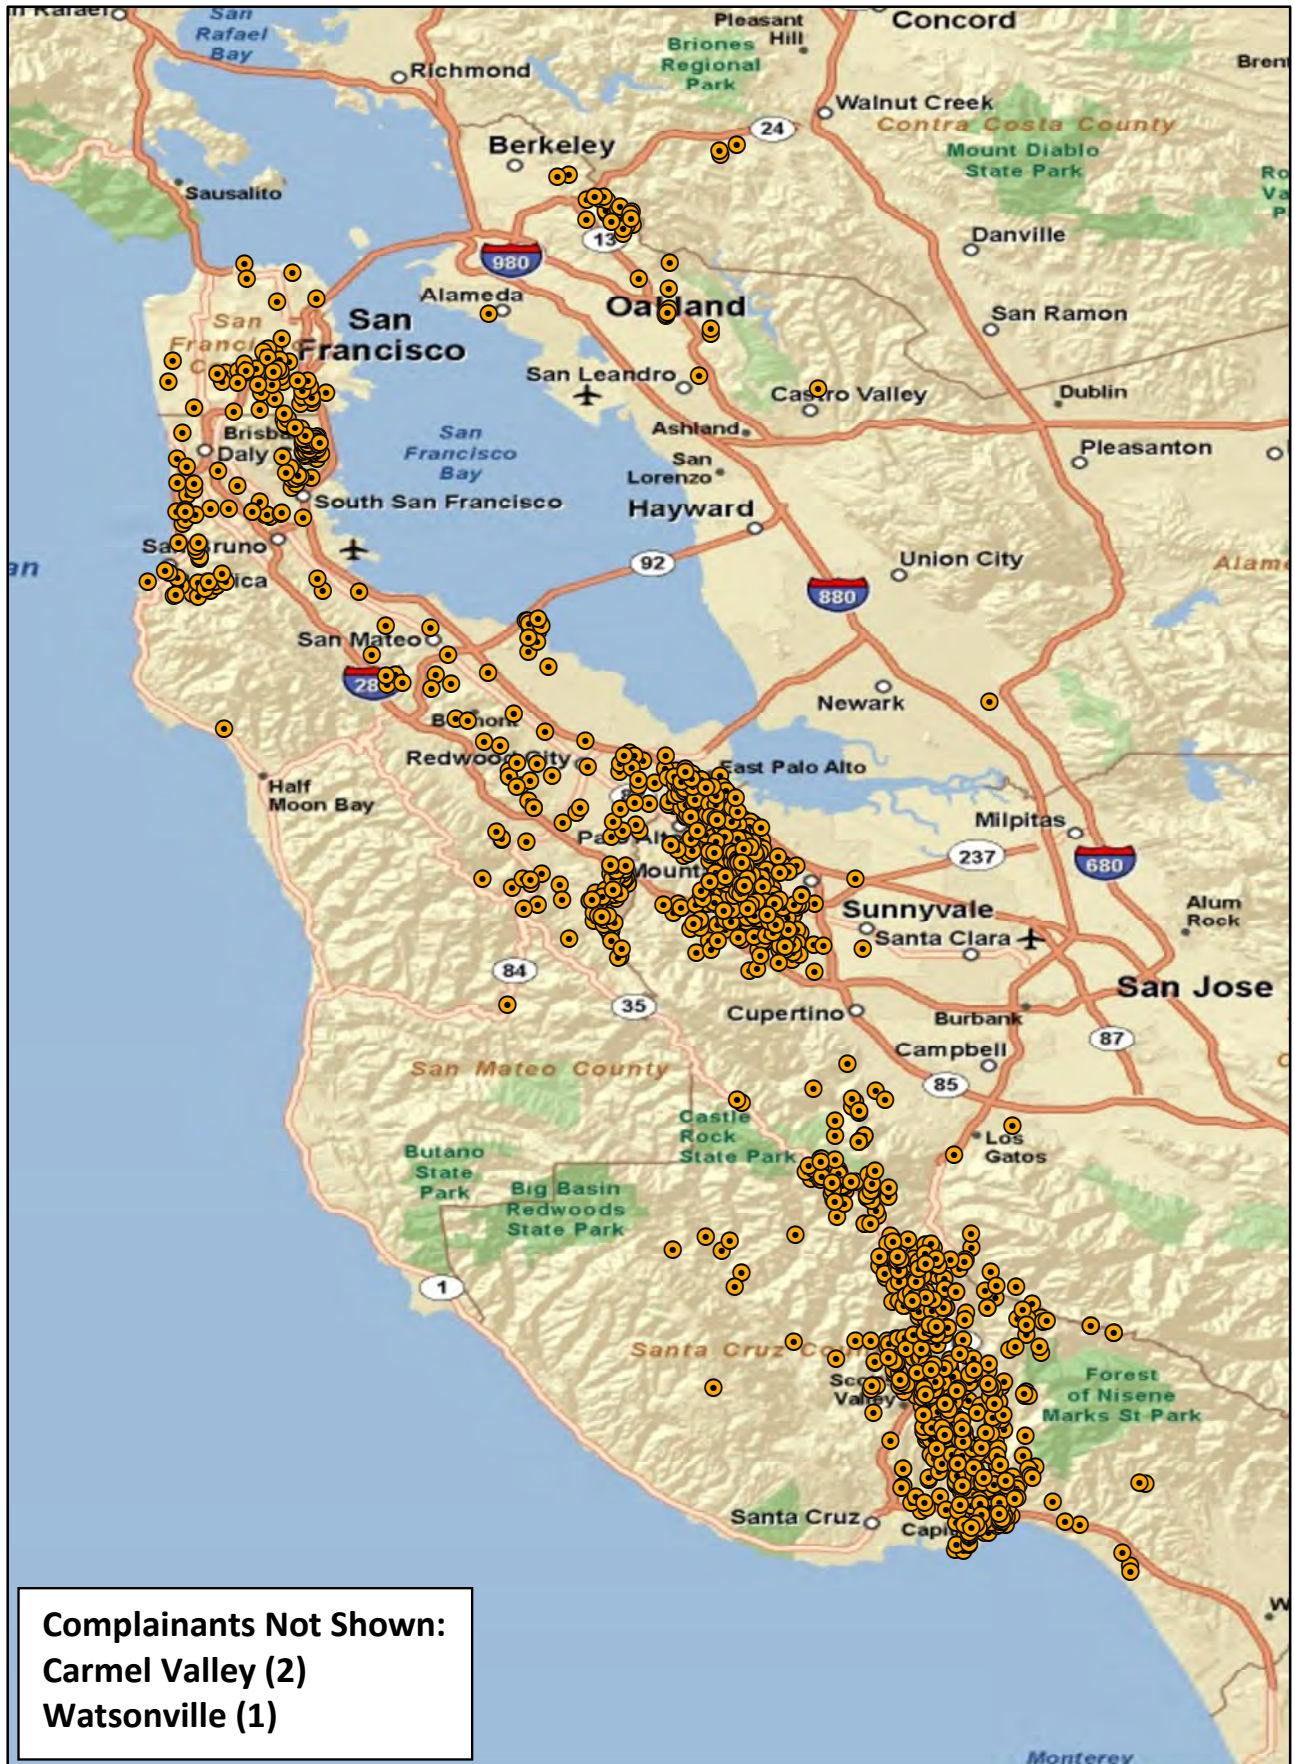 San
Rafael
Bay
Richmond
Pleasant
Hill
Concord
Briones
Regional
Park
Walnut Creek
24
Contra Costa County
Mount Diablo
State Park
Berkeley
Sausalito
13
Danville
980
Alameda
Oakland
San
Francisco
San
San Ramon
San Leandro
Castro Valley
Dublin
Ashland
San
Francisco
Bay
San
Lorenzo
Pleasanton
Daly
South San Francisco
Hayward
92
Union City
880
San Mateo
Newark
Redwood City
East Palo Alto
Half
Moon Bay
Milpitas
237
680
Sunnyvale
Santa Clara
Alum
Rock
84
35
San Jose
Cupertino
Burbank
87
Campbell
San Mateo County
85
Castle
Rock
State Park
Los
Gatos
Butano
State
Park
Big Basin
Redwoods
State Park
1
Santa Cruz
Valley
Forest
of Nisene
Marks St Park
Santa Cruz
Complainants Not Shown:
Carmel Valley (2)
Watsonville (1)
Monterey